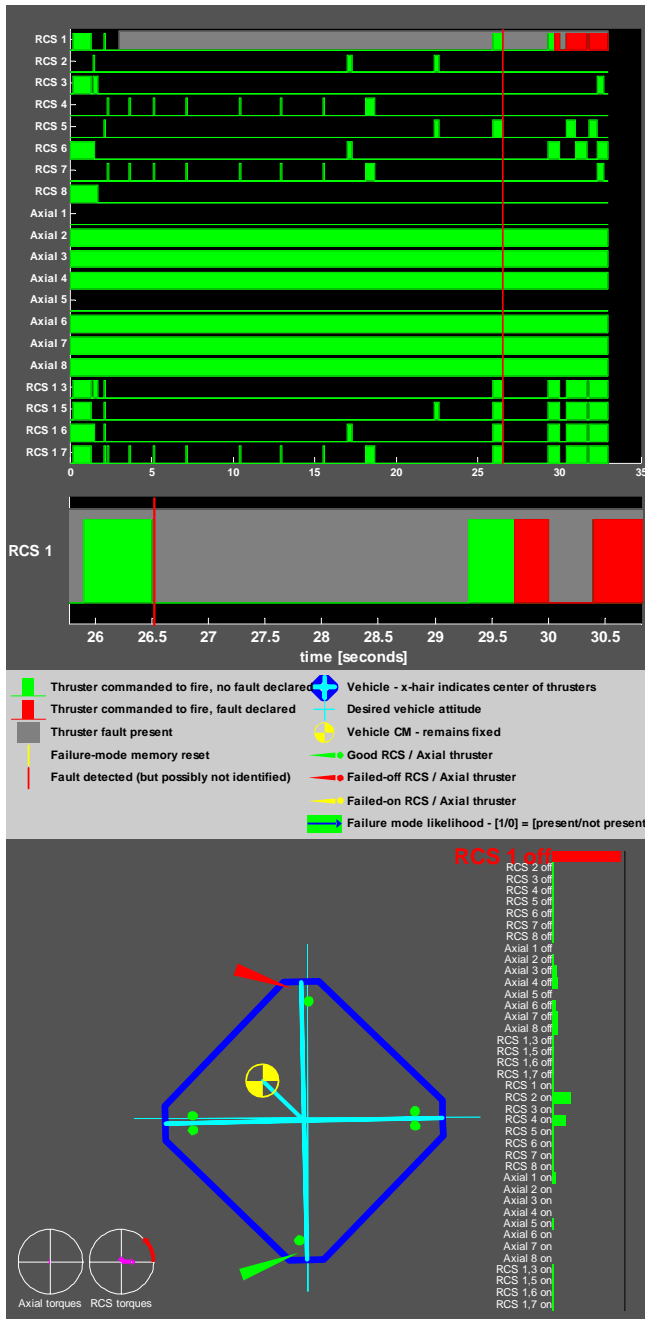 RCS 1
RCS 2
RCS 3
RCS 4
RCS 5
RCS 6
RCS 7
RCS 8
Axial 1
Axial 2
Axial 3
Axial 4
Axial 5
Axial 6
Axial 7
Axial 8
RCS 1 3
RCS 1 5
RCS 1 6
RCS 1 7
0 5 10 15 20 25 30 35
RCS 1
26 26.5 27 27.5 28 28.5 29 29.5 30 30.5
time [seconds]
Thruster commanded to fire, no fault declared
Thruster commanded to fire, fault declared
Thruster fault present
Failure-mode memory reset
Fault detected (but possibly not identified)
Vehicle - x-hair indicates center of thrusters
Desired vehicle attitude
Vehicle CM - remains fixed
Good RCS / Axial thruster
Failed-off RCS / Axial thruster
Failed-on RCS / Axial thruster
Failure mode likelihood - [1/0] = [present/not present
RCS 1 off
RCS 2 off
RCS 3 off
RCS 4 off
RCS 5 off
RCS 6 off
RCS 7 off
RCS 8 off
Axial 1 off
Axial 2 off
Axial 3 off
Axial 4 off
Axial 5 off
Axial 6 off
Axial 7 off
Axial 8 off
RCS 1,3 off
RCS 1,5 off
RCS 1,6 off
RCS 1,7 off
RCS 1 on
RCS 2 on
RCS 3 on
RCS 4 on
RCS 5 on
RCS 6 on
RCS 7 on
RCS 8 on
Axial 1 on
Axial 2 on
Axial 3 on
Axial 4 on
Axial 5 on
Axial 6 on
Axial 7 on
Axial 8 on
RCS 1,3 on
RCS 1,5 on
RCS 1,6 on
RCS 1,7 on
Axial torques
RCS torques